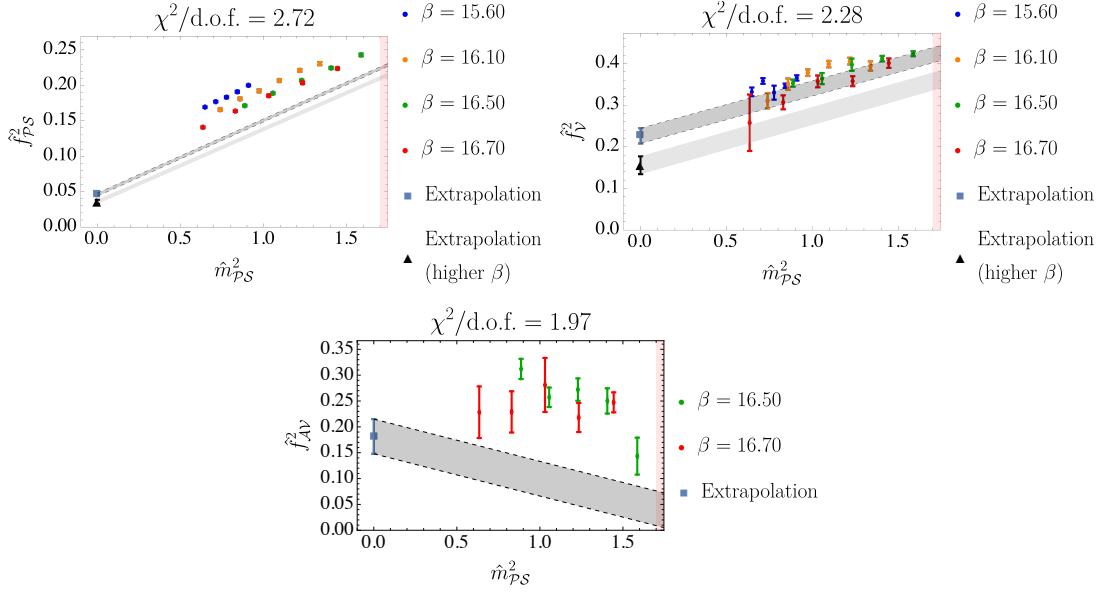 χ²/d.o.f. = 2.72
0.25
0.20
0.15
0.10
0.05
0.00
f̂²_PS
0.0 0.5 1.0 1.5
m̂²_PS
β = 15.60
β = 16.10
β = 16.50
β = 16.70
Extrapolation
Extrapolation
(higher β)
χ²/d.o.f. = 2.28
0.4
0.3
0.2
0.1
0.0
f̂²_V
0.0 0.5 1.0 1.5
m̂²_PS
β = 15.60
β = 16.10
β = 16.50
β = 16.70
Extrapolation
Extrapolation
(higher β)
χ²/d.o.f. = 1.97
0.35
0.30
0.25
0.20
0.15
0.10
0.05
0.00
f̂²_AV
0.0 0.5 1.0 1.5
m̂²_PS
β = 16.50
β = 16.70
Extrapolation